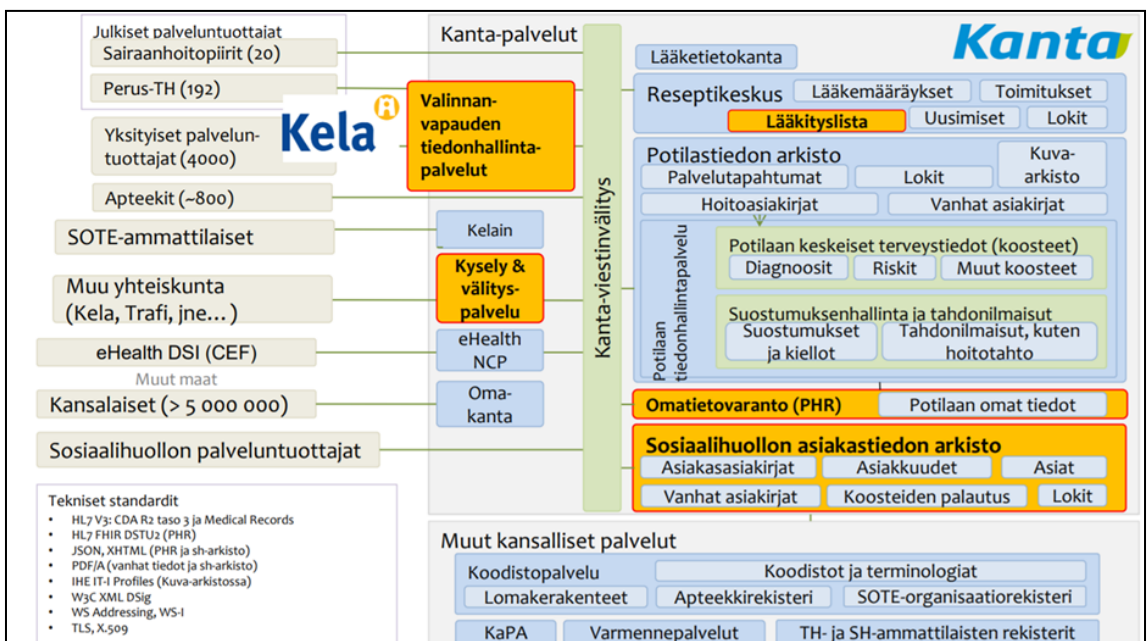 Julkiset palveluntuottajat
Sairaanhoitopiirit (20)
Perus-TH (192)
Yksityiset palvelun-
tuottajat (4000)
Apteekit (~800)
SOTE-ammattilaiset
Muu yhteiskunta
(Kela, Trafi, jne…)
eHealth DSI (CEF)
Muut maat
Kansalaiset (> 5 000 000)
Sosiaalihuollon palveluntuottajat
Kela
Kanta-palvelut
Valinnan-
vapauden
tiedonhallinta-
palvelut
Kelain
Kysely &
välitys-
palvelu
eHealth
NCP
Oma-
kanta
Kanta-viestinvälitys
Kanta
Lääketietokanta
Reseptikeskus
Lääkemääräykset
Toimitukset
Lääkityslista
Uusimiset
Lokit
Potilastiedon arkisto
Kuva-
arkisto
Palvelutapahtumat
Lokit
Hoitoasiakirjat
Vanhat asiakirjat
Potilaan
tiedonhallintapalvelu
Potilaan keskeiset terveystiedot (koosteet)
Diagnoosit
Riskit
Muut koosteet
Suostumuksenhallinta ja tahdonilmaisut
Suostumukset
ja kiellot
Tahdonilmaisut, kuten
hoitotahto
Omatietovaranto (PHR)
Potilaan omat tiedot
Sosiaalihuollon asiakastiedon arkisto
Asiakasasiakirjat
Asiakkuudet
Asiat
Vanhat asiakirjat
Koosteiden palautus
Lokit
Tekniset standardit
• HL7 V3: CDA R2 taso 3 ja Medical Records
• HL7 FHIR DSTU2 (PHR)
• JSON, XHTML (PHR ja sh-arkisto)
• PDF/A (vanhat tiedot ja sh-arkisto)
• IHE IT-I Profiles (Kuva-arkistossa)
• W3C XML DSig
• WS Addressing, WS-I
• TLS, X.509
Muut kansalliset palvelut
Koodistopalvelu
Koodistot ja terminologiat
Lomakerakenteet
Apteekkirekisteri
SOTE-organisaatiorekisteri
KaPA
Varmennepalvelut
TH- ja SH-ammattilaisten rekisterit